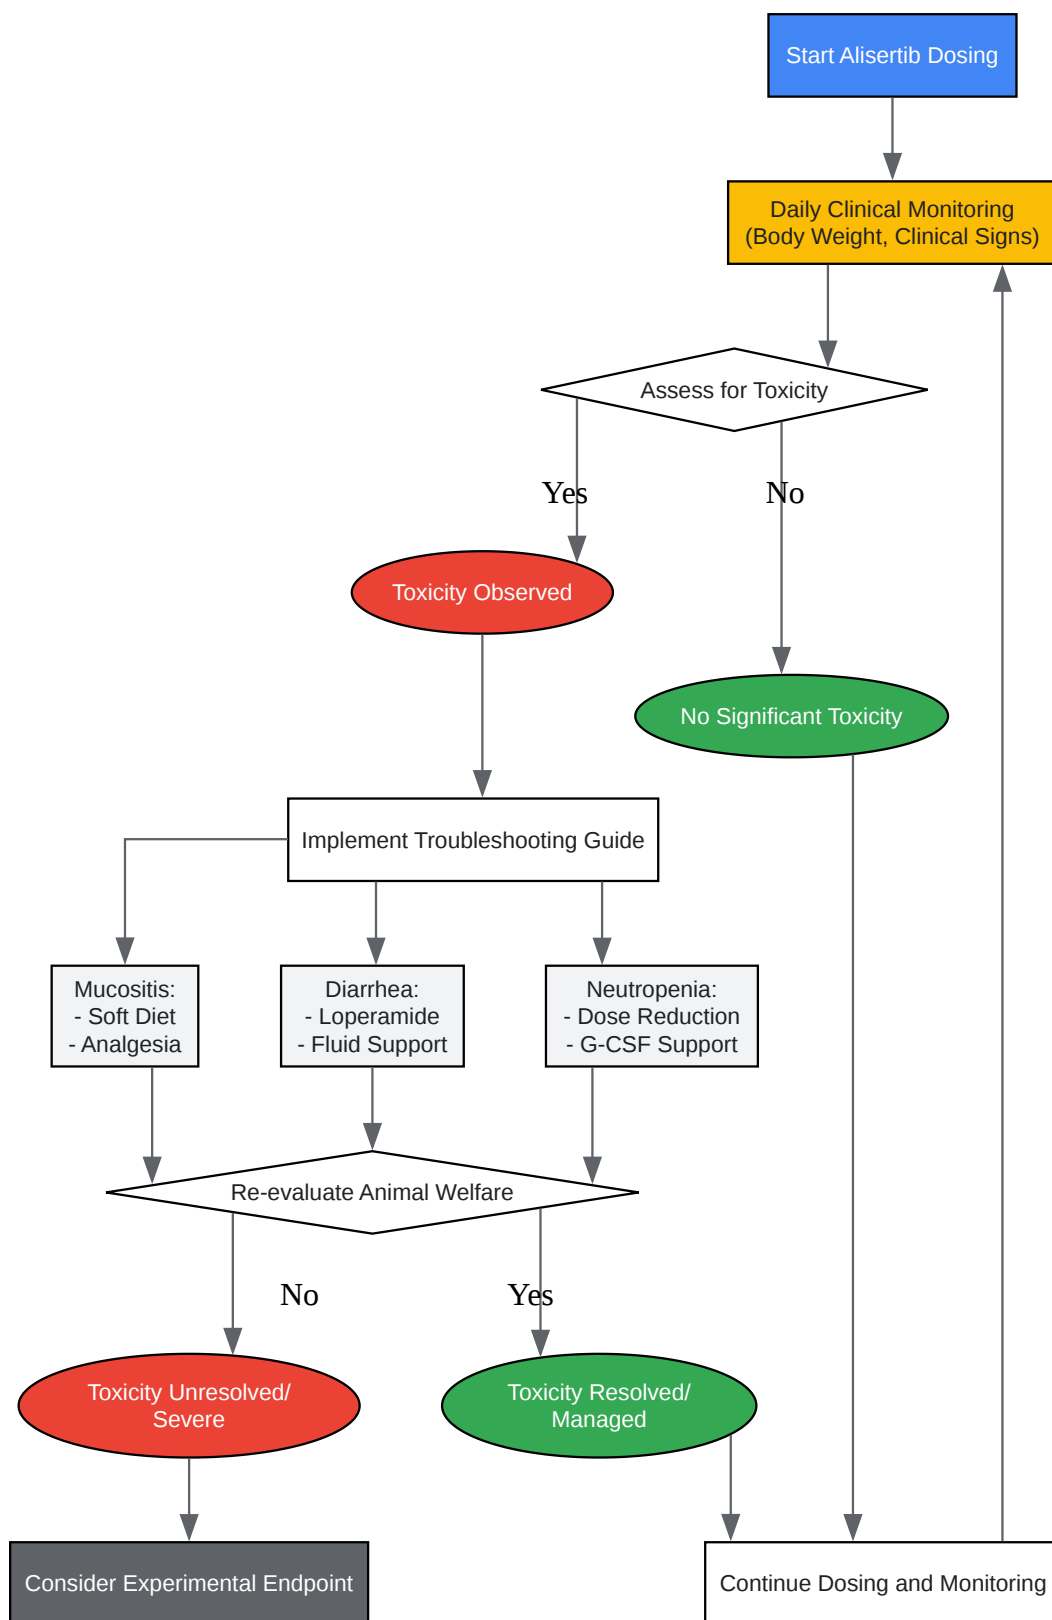 Start Alisertib Dosing
Daily Clinical Monitoring
(Body Weight, Clinical Signs)
Assess for Toxicity
Yes
No
Toxicity Observed
No Significant Toxicity
Implement Troubleshooting Guide
Mucositis:
- Soft Diet
- Analgesia
Diarrhea:
- Loperamide
- Fluid Support
Neutropenia:
- Dose Reduction
- G-CSF Support
Re-evaluate Animal Welfare
No
Yes
Toxicity Unresolved/
Severe
Toxicity Resolved/
Managed
Consider Experimental Endpoint
Continue Dosing and Monitoring